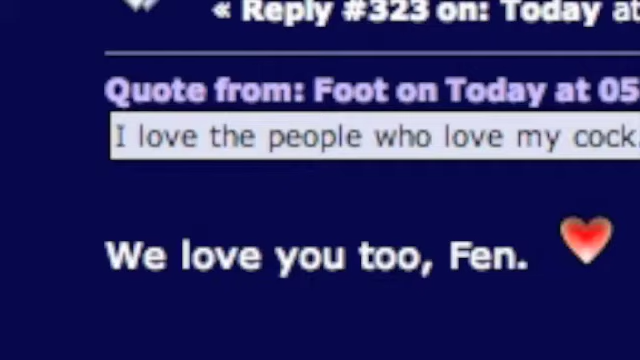 « Reply #323 on: Today at
Quote from: Foot on Today at 05
I love the people who love my cock.
We love you too, Fen.